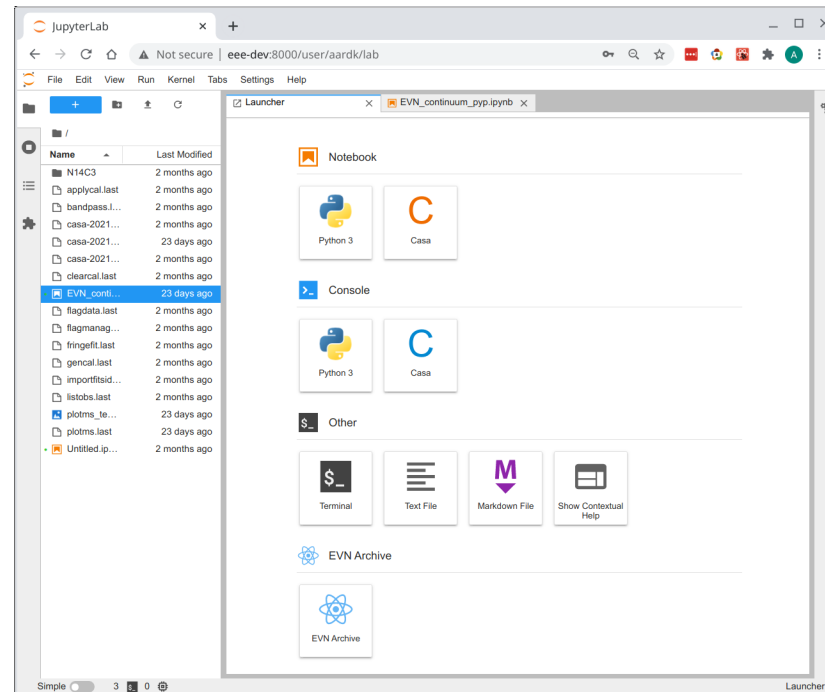 JupyterLab
Not secure | eee-dev:8000/user/aardk/lab
A
File Edit View Run Kernel Tabs Settings Help
Launcher
EVN_continuum_pyp.ipynb
/
Name Last Modified
N14C3 2 months ago
applycal.last 2 months ago
bandpass.l… 2 months ago
casa-2021… 2 months ago
casa-2021… 23 days ago
casa-2021… 2 months ago
clearcal.last 2 months ago
EVN_conti… 23 days ago
flagdata.last 2 months ago
flagmanag… 2 months ago
fringefit.last 2 months ago
gencal.last 2 months ago
importfitsid… 2 months ago
listobs.last 2 months ago
plotms_te… 23 days ago
plotms.last 23 days ago
Untitled.ip… 2 months ago
Notebook
Python 3
C
Casa
Console
Python 3
C
Casa
$_ Other
$_
Terminal
Text File
M
Markdown File
Show Contextual
Help
EVN Archive
EVN Archive
Simple 3 $_ 0 Launcher